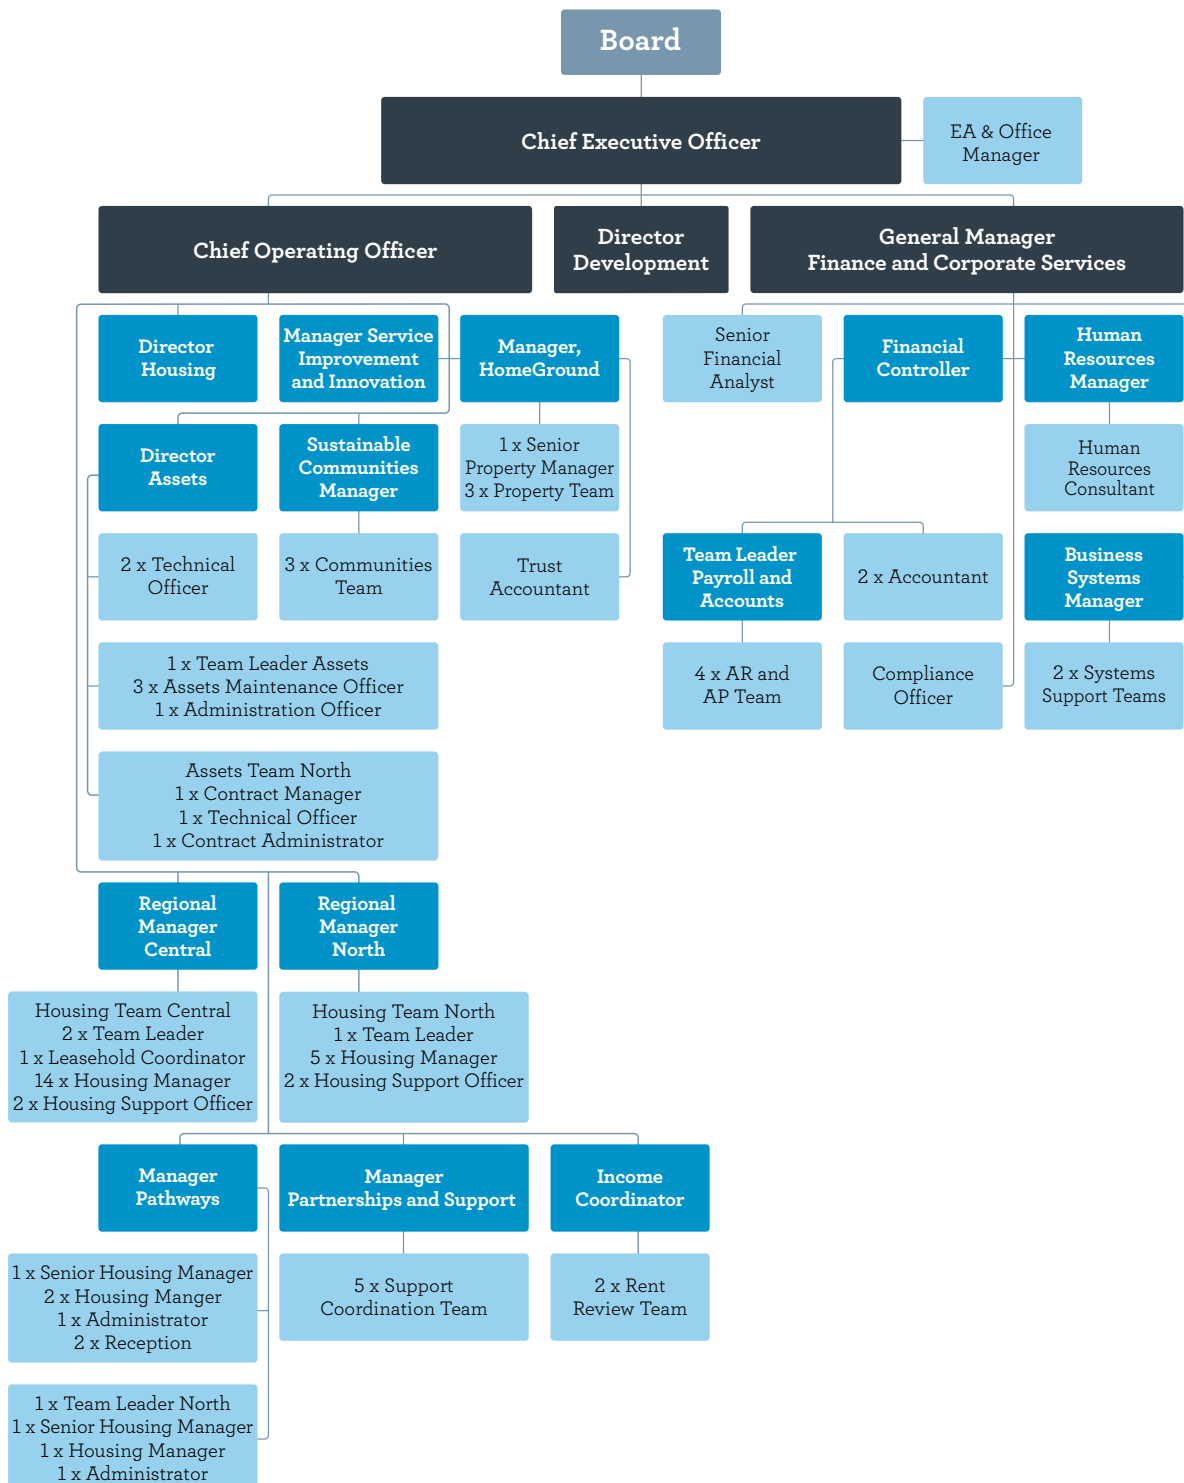 Board
Chief Executive Officer
EA & Office
Manager
Chief Operating Officer
Director
Development
General Manager
Finance and Corporate Services
Director
Housing
Manager Service
Improvement
and Innovation
Manager,
HomeGround
Senior
Financial
Analyst
Financial
Controller
Human
Resources
Manager
Director
Assets
Sustainable
Communities
Manager
1 x Senior
Property Manager
3 x Property Team
Human
Resources
Consultant
2 x Technical
Officer
3 x Communities
Team
Trust
Accountant
Team Leader
Payroll and
Accounts
2 x Accountant
Business
Systems
Manager
1 x Team Leader Assets
3 x Assets Maintenance Officer
1 x Administration Officer
4 x AR and
AP Team
Compliance
Officer
2 x Systems
Support Teams
Assets Team North
1 x Contract Manager
1 x Technical Officer
1 x Contract Administrator
Regional
Manager
Central
Regional
Manager
North
Housing Team Central
2 x Team Leader
1 x Leasehold Coordinator
14 x Housing Manager
2 x Housing Support Officer
Housing Team North
1 x Team Leader
5 x Housing Manager
2 x Housing Support Officer
Manager
Pathways
Manager
Partnerships and Support
Income
Coordinator
1 x Senior Housing Manager
2 x Housing Manger
1 x Administrator
2 x Reception
5 x Support
Coordination Team
2 x Rent
Review Team
1 x Team Leader North
1 x Senior Housing Manager
1 x Housing Manager
1 x Administrator